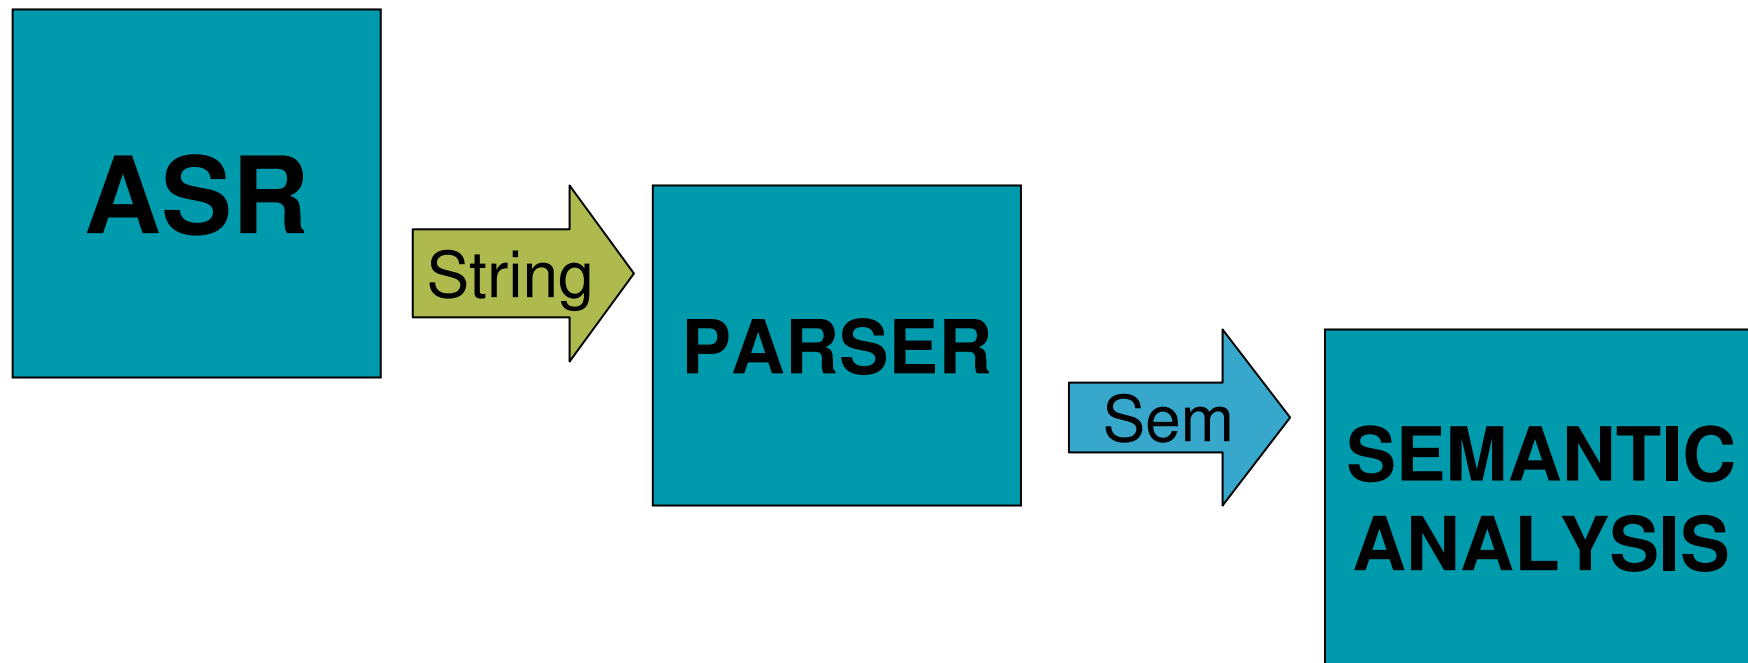 ASR
String
PARSER
Sem
SEMANTIC
ANALYSIS